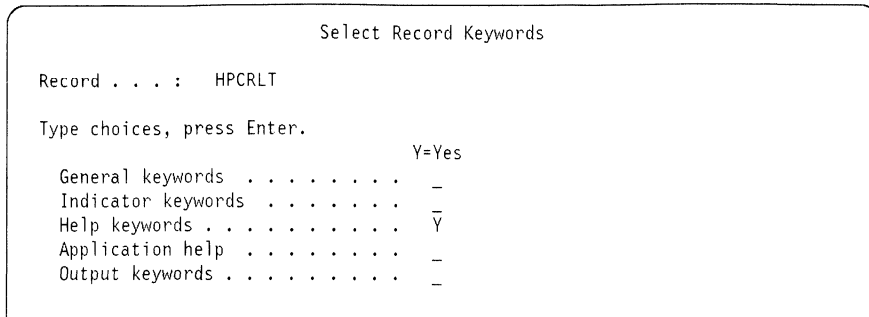 Select Record Keywords
Record . . . :   HPCRLT
Type choices, press Enter.
Y=Yes
General keywords . . . . . . . . _
Indicator keywords . . . . . . . _
Help keywords . . . . . . . . . . Y
Application help . . . . . . . . _
Output keywords . . . . . . . . . _